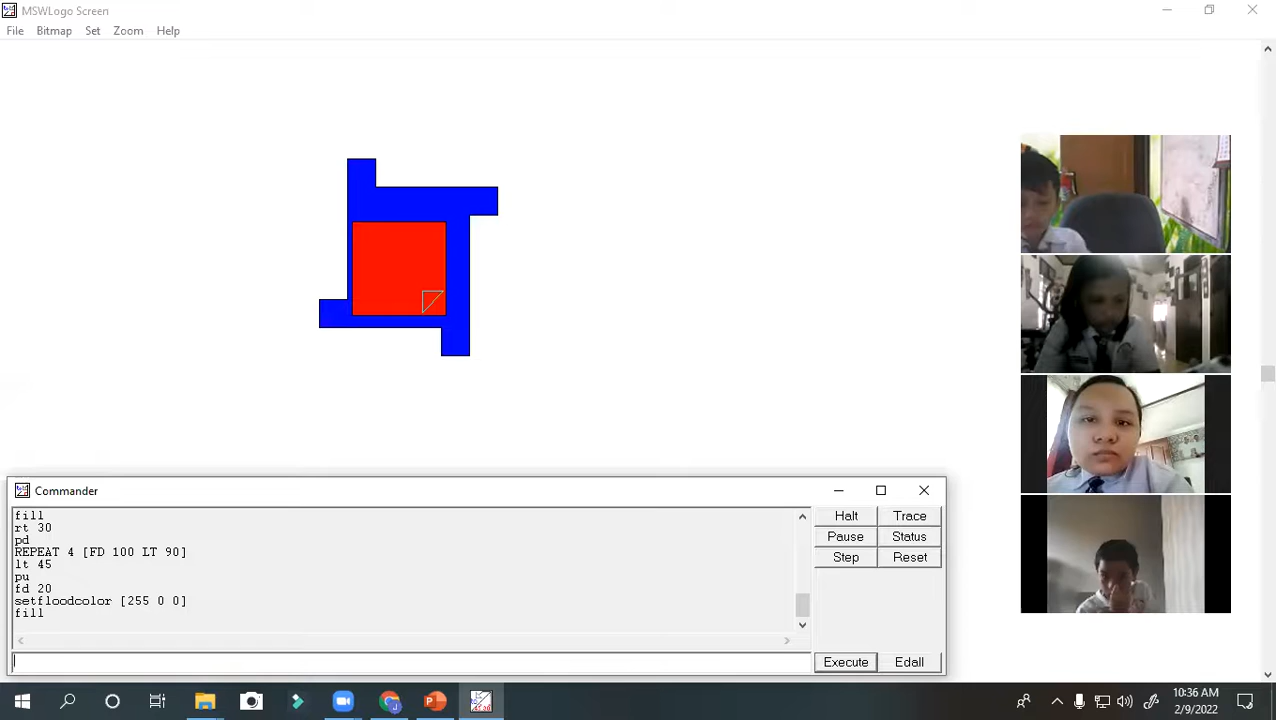 MSWLogo Screen
File Bitmap Set Zoom Help
Commander
fill
rt 30
pd
REPEAT 4 [FD 100 LT 90]
lt 45
pu
fd 20
setfloodcolor [255 0 0]
fill
Halt Trace
Pause Status
Step Reset
Execute Edall
10:36 AM
2/9/2022